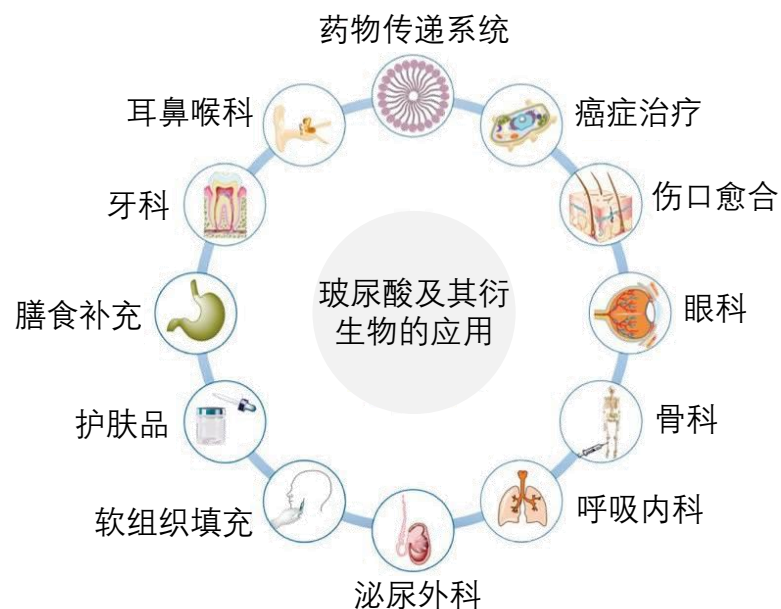 药物传递系统
耳鼻喉科
癌症治疗
牙科
伤口愈合
玻尿酸及其衍
生物的应用
膳食补充
眼科
护肤品
骨科
软组织填充
呼吸内科
泌尿外科